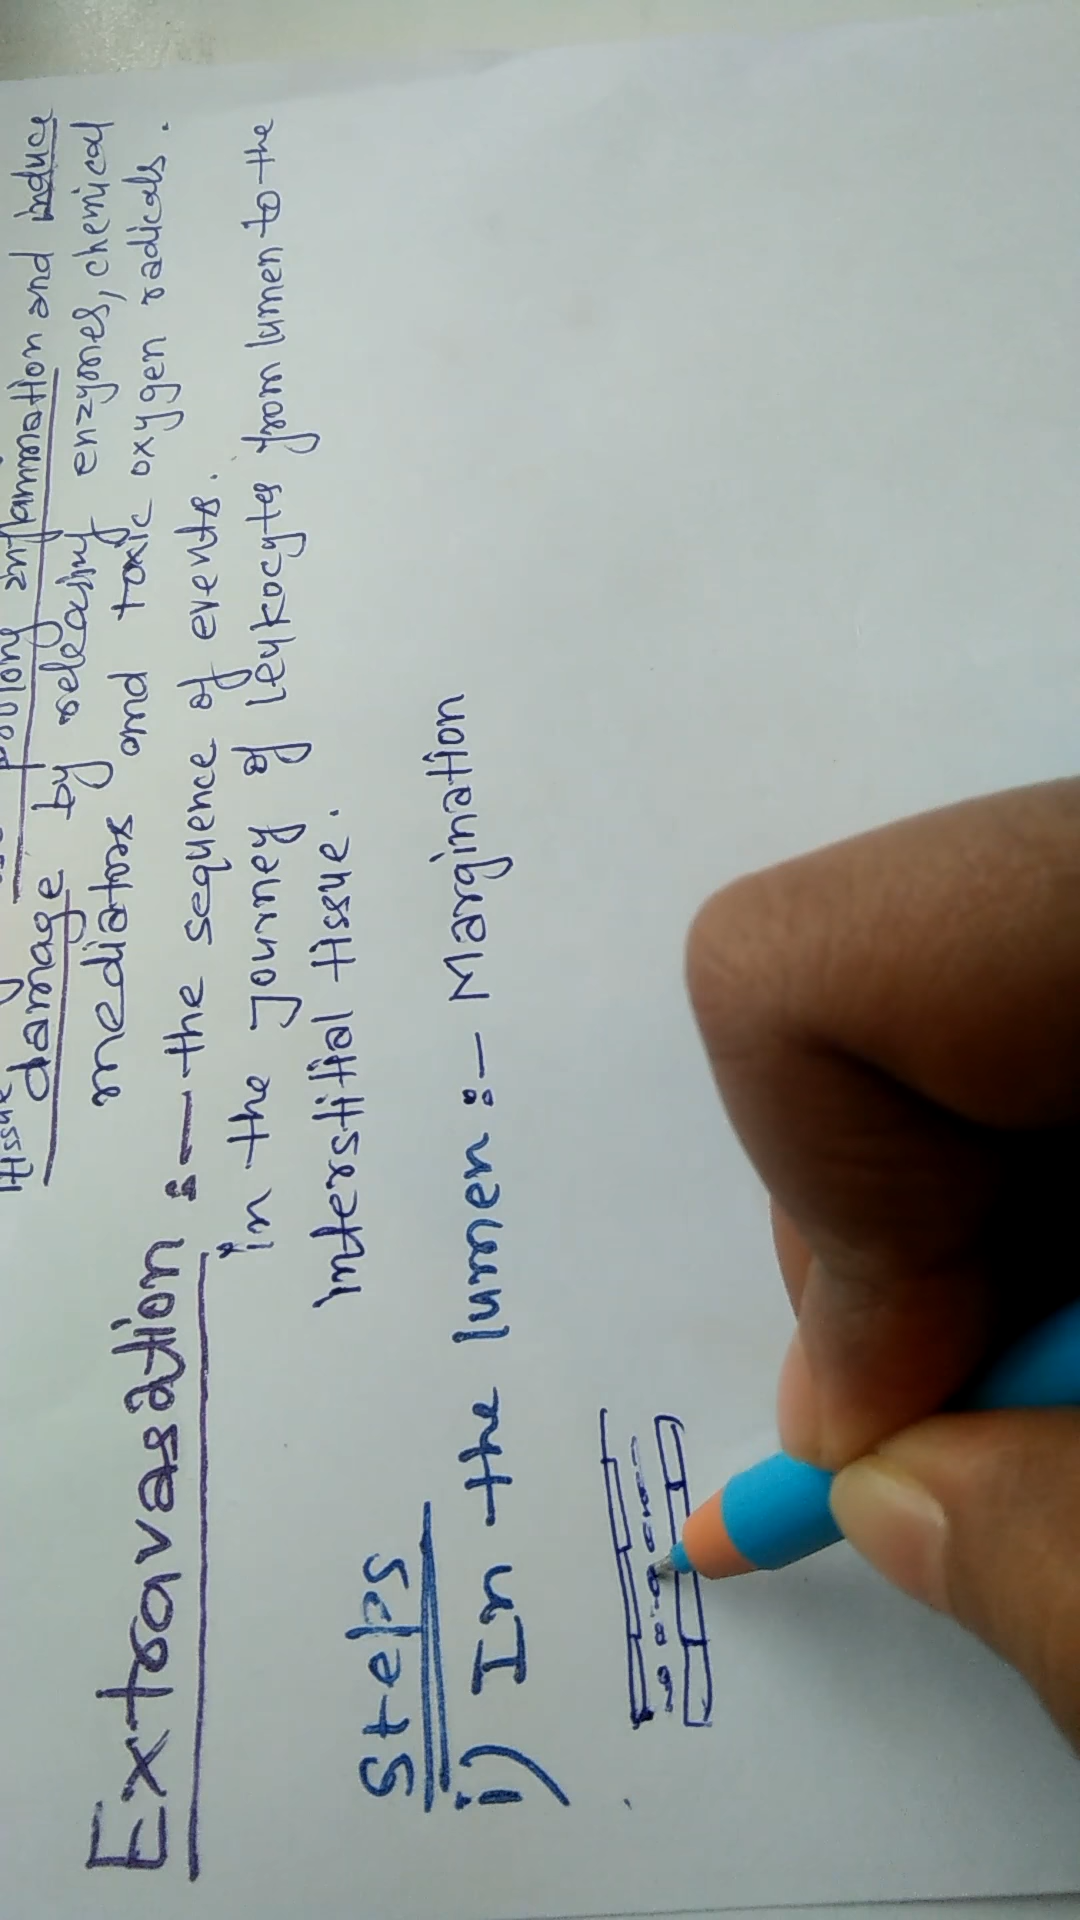 tissue prolong inflammation and induce
damage by releasing enzymes, chemical
mediators and toxic oxygen radicals.
Extravasation :— the sequence of events.
in the journey of leukocytes from lumen to the
interstitial tissue.
Steps
i) In the lumen :— Margination